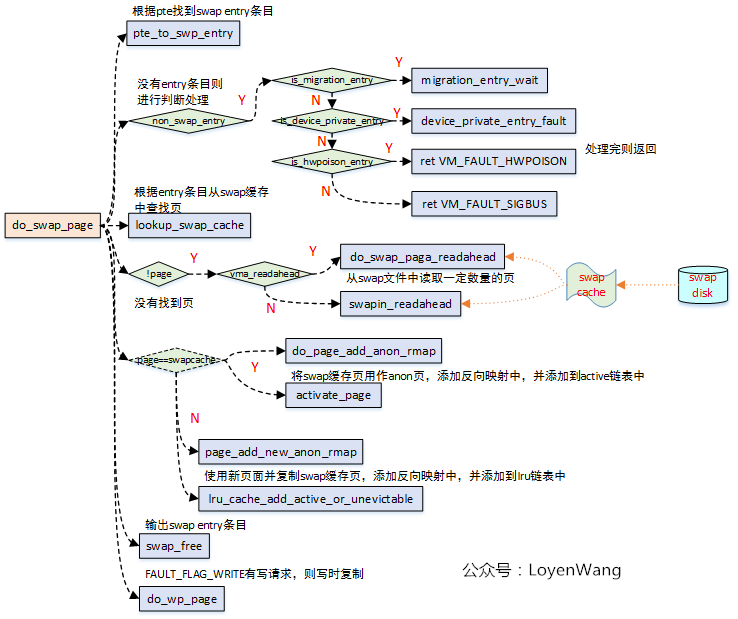 根据pte找到swap entry条目
pte_to_swp_entry
没有entry条目则
进行判断处理
Y
non_swap_entry
is_migration_entry
Y
migration_entry_wait
N
is_device_private_entry
Y
device_private_entry_fault
N
is_hwpoison_entry
Y
ret VM_FAULT_HWPOISON
处理完则返回
N
ret VM_FAULT_SIGBUS
根据entry条目从swap缓存
中查找页
do_swap_page
lookup_swap_cache
!page
Y
vma_readahead
Y
do_swap_paga_readahead
从swap文件中读取一定数量的页
没有找到页
N
swapin_readahead
swap
cache
swap
disk
page==swapcache
do_page_add_anon_rmap
Y
将swap缓存页用作anon页，添加反向映射中，并添加到active链表中
activate_page
N
page_add_new_anon_rmap
使用新页面并复制swap缓存页，添加反向映射中，并添加到lru链表中
lru_cache_add_active_or_unevictable
输出swap entry条目
swap_free
FAULT_FLAG_WRITE有写请求，则写时复制
do_wp_page
公众号：LoyenWang